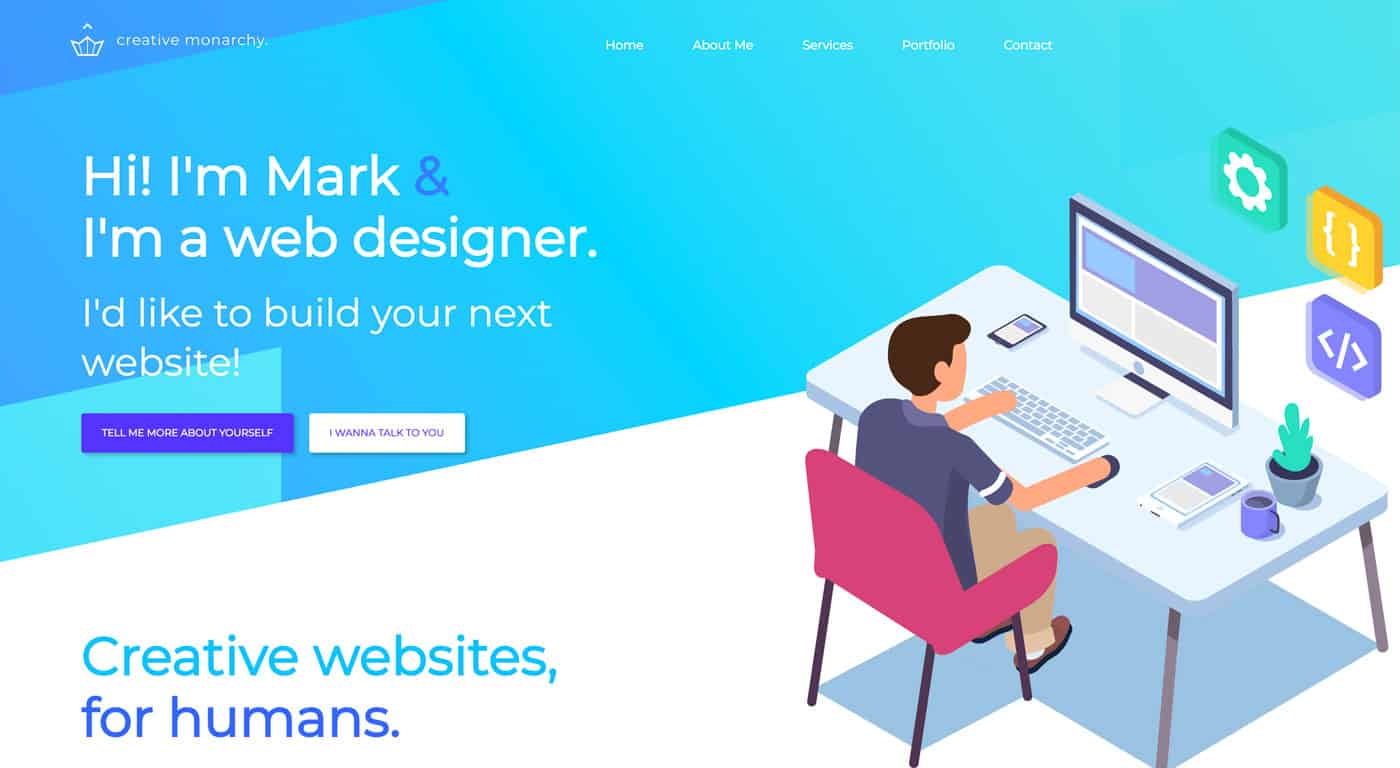 creative monarchy.
Home About Me Services Portfolio Contact
Hi! I'm Mark &
I'm a web designer.
I'd like to build your next
website!
TELL ME MORE ABOUT YOURSELF
I WANNA TALK TO YOU
{ }
</>
Creative websites,
for humans.